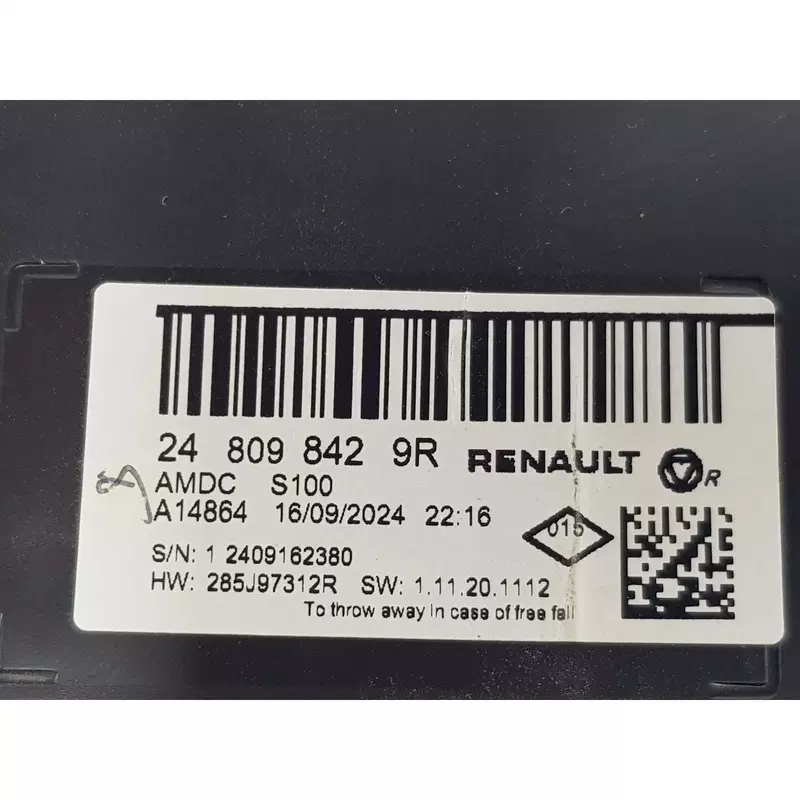 24 809 842 9R RENAULT R
AMDC S100
A14864 16/09/2024 22:16
015
S/N: 1 2409162380
HW: 285J97312R SW: 1.11.20.1112
To throw away in case of free fall